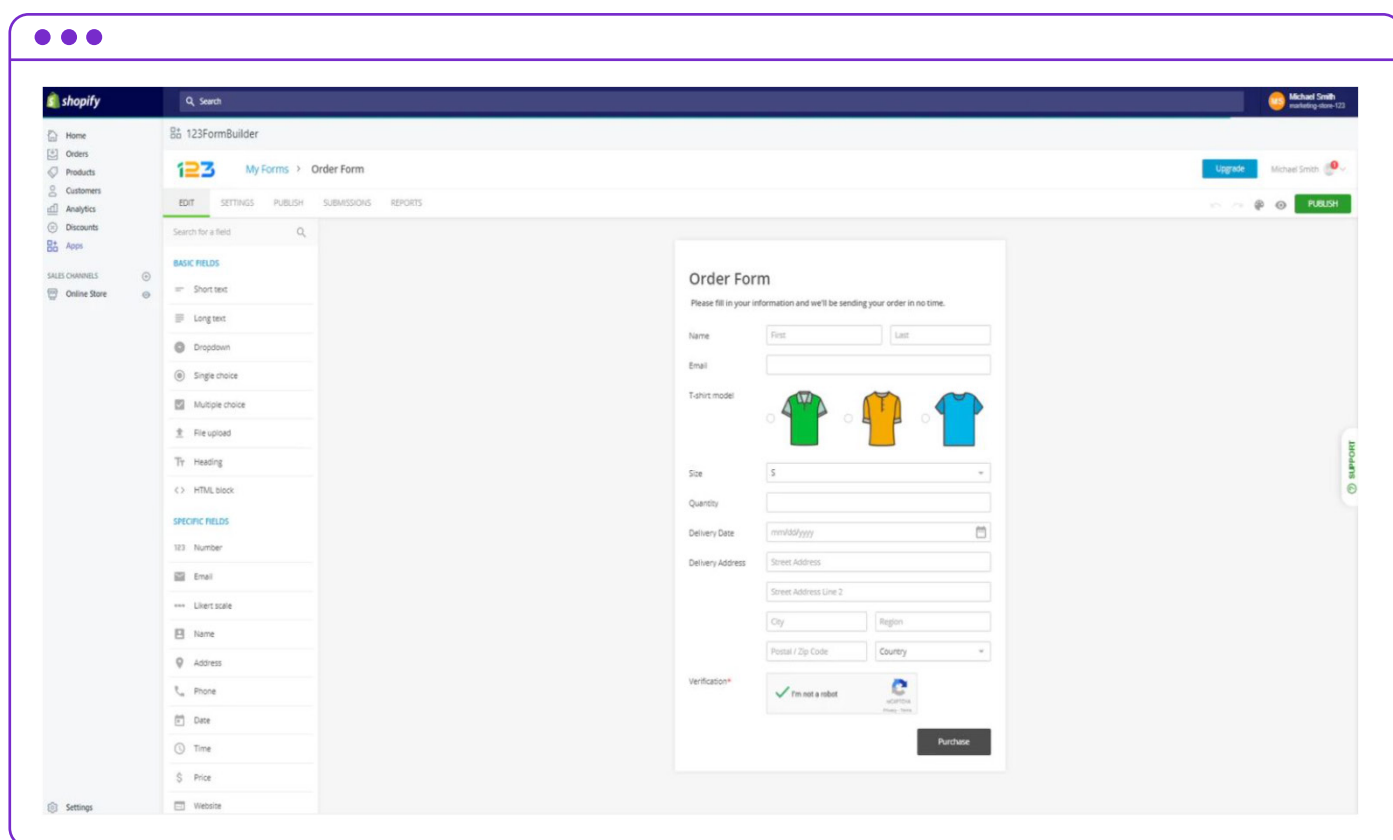 shopify
Search
MS
Michael Smith
marketing-store-123
Home
Orders
Products
Customers
Analytics
Discounts
Apps
SALES CHANNELS
Online Store
Settings
123FormBuilder
123
My Forms > Order Form
Upgrade
Michael Smith
EDIT SETTINGS PUBLISH SUBMISSIONS REPORTS
PUBLISH
Search for a field
BASIC FIELDS
Short text
Long text
Dropdown
Single choice
Multiple choice
File upload
Tт Heading
<> HTML block
SPECIFIC FIELDS
123 Number
Email
Likert scale
Name
Address
Phone
Date
Time
$ Price
Website
Order Form
Please fill in your information and we'll be sending your order in no time.
Name First Last
Email
T-shirt model
Size S
Quantity
Delivery Date mm/dd/yyyy
Delivery Address Street Address
Street Address Line 2
City Region
Postal / Zip Code Country
Verification*
I'm not a robot
reCAPTCHA
Privacy - Terms
Purchase
? SUPPORT